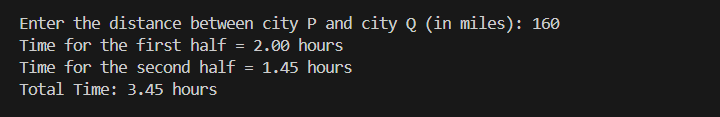 Enter the distance between city P and city Q (in miles): 160
Time for the first half = 2.00 hours
Time for the second half = 1.45 hours
Total Time: 3.45 hours